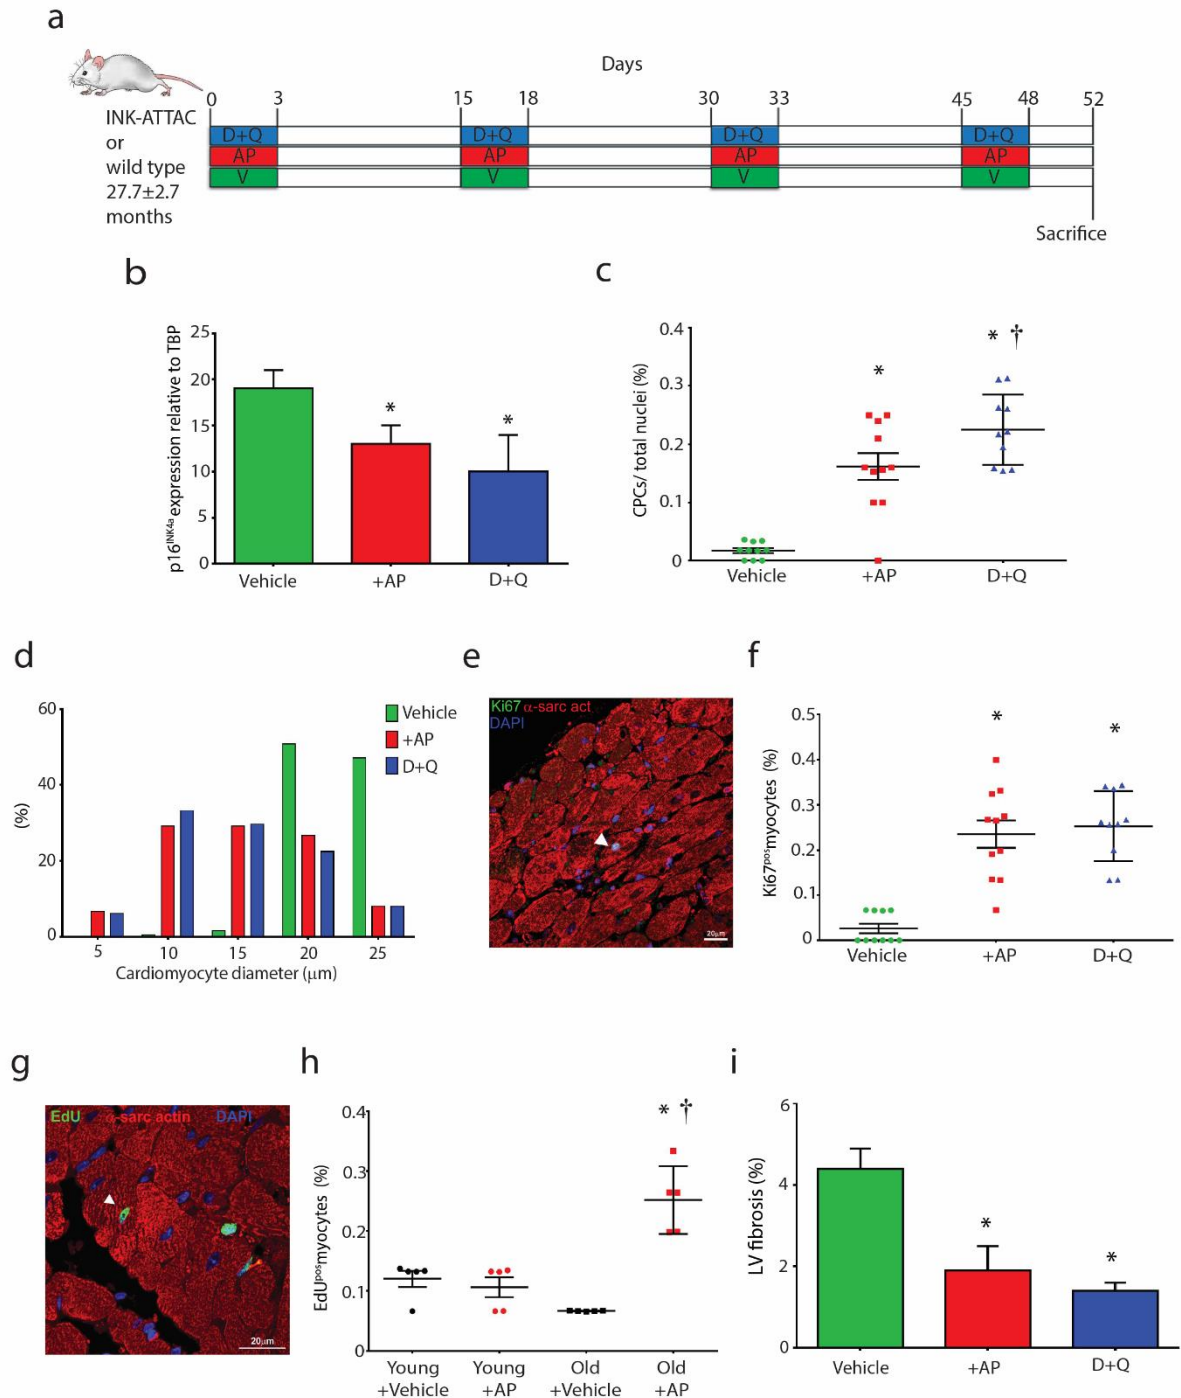 a
Days
0 3 15 18 30 33 45 48 52
INK-ATTAC
or
wild type
27.7±2.7
months
D+Q D+Q D+Q D+Q
AP AP AP AP
V V V V
Sacrifice
b
p16INK4a expression relative to TBP
25
20
15
10
5
0
* *
Vehicle +AP D+Q
c
CPCs/ total nuclei (%)
0.4
0.3
0.2
0.1
0
* * †
Vehicle +AP D+Q
d
(%)
60
40
20
0
Vehicle
+AP
D+Q
5 10 15 20 25
Cardiomyocyte diameter (μm)
e
Ki67 α-sarc act
DAPI
20μm
f
Ki67pos myocytes (%)
0.5
0.4
0.3
0.2
0.1
0
* *
Vehicle +AP D+Q
g
EdU α-sarc actin DAPI
20μm
h
EdUpos myocytes (%)
0.4
0.3
0.2
0.1
0
* †
Young Young Old Old
+Vehicle +AP +Vehicle +AP
i
LV fibrosis (%)
6
4
2
0
* *
Vehicle +AP D+Q